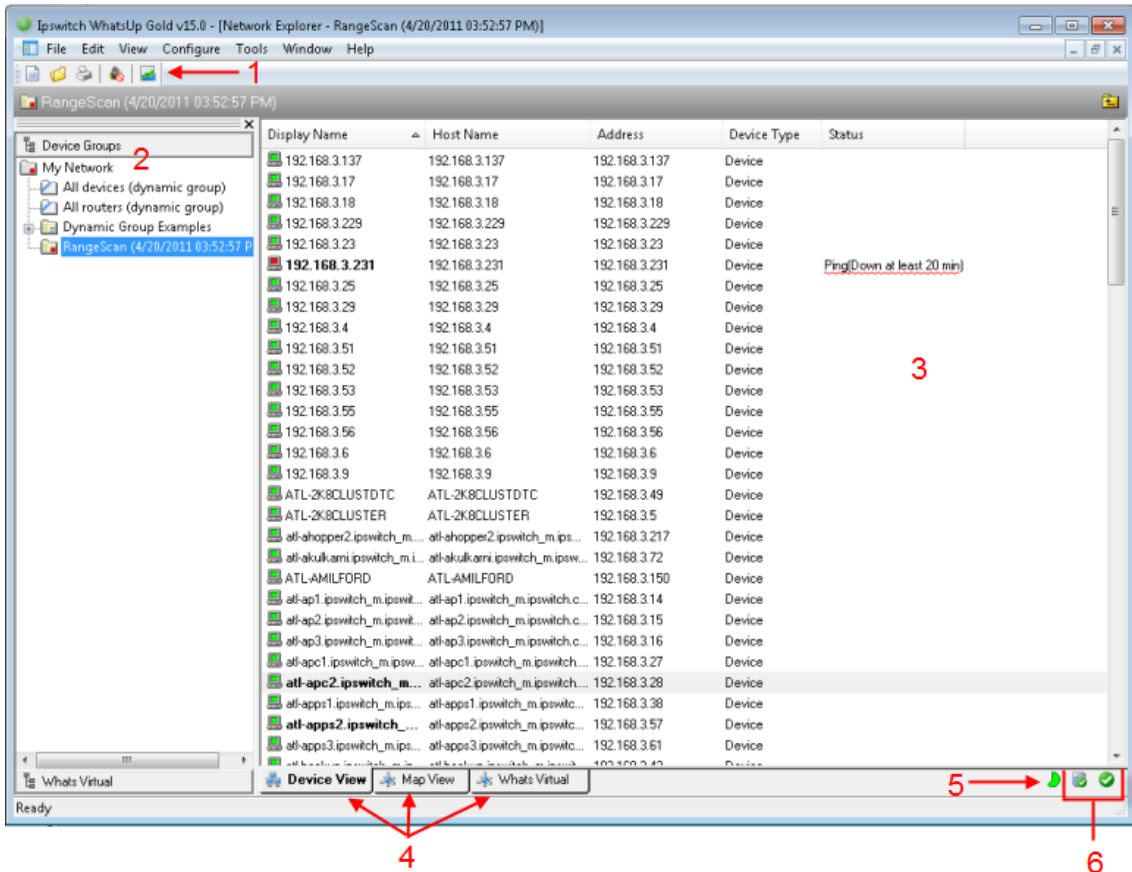 Ipswitch WhatsUp Gold v15.0 - [Network Explorer - RangeScan (4/20/2011 03:52:57 PM)]
File Edit View Configure Tools Window Help
1
RangeScan (4/20/2011 03:52:57 PM)
Device Groups
2
My Network
All devices (dynamic group)
All routers (dynamic group)
Dynamic Group Examples
RangeScan (4/20/2011 03:52:57 P
Whats Virtual
Display Name Host Name Address Device Type Status
192.168.3.137 192.168.3.137 192.168.3.137 Device
192.168.3.17 192.168.3.17 192.168.3.17 Device
192.168.3.18 192.168.3.18 192.168.3.18 Device
192.168.3.229 192.168.3.229 192.168.3.229 Device
192.168.3.23 192.168.3.23 192.168.3.23 Device
192.168.3.231 192.168.3.231 192.168.3.231 Device Ping(Down at least 20 min)
192.168.3.25 192.168.3.25 192.168.3.25 Device
192.168.3.29 192.168.3.29 192.168.3.29 Device
192.168.3.4 192.168.3.4 192.168.3.4 Device
192.168.3.51 192.168.3.51 192.168.3.51 Device
192.168.3.52 192.168.3.52 192.168.3.52 Device
3
192.168.3.53 192.168.3.53 192.168.3.53 Device
192.168.3.55 192.168.3.55 192.168.3.55 Device
192.168.3.56 192.168.3.56 192.168.3.56 Device
192.168.3.6 192.168.3.6 192.168.3.6 Device
192.168.3.9 192.168.3.9 192.168.3.9 Device
ATL-2K8CLUSTDTC ATL-2K8CLUSTDTC 192.168.3.49 Device
ATL-2K8CLUSTER ATL-2K8CLUSTER 192.168.3.5 Device
atl-ahopper2.ipswitch_m.... atl-ahopper2.ipswitch_m.ips... 192.168.3.217 Device
atl-akulkarni.ipswitch_m.i... atl-akulkarni.ipswitch_m.ipsw... 192.168.3.72 Device
ATL-AMILFORD ATL-AMILFORD 192.168.3.150 Device
atl-ap1.ipswitch_m.ipswit... atl-ap1.ipswitch_m.ipswitch.c... 192.168.3.14 Device
atl-ap2.ipswitch_m.ipswit... atl-ap2.ipswitch_m.ipswitch.c... 192.168.3.15 Device
atl-ap3.ipswitch_m.ipswit... atl-ap3.ipswitch_m.ipswitch.c... 192.168.3.16 Device
atl-apc1.ipswitch_m.ipsw... atl-apc1.ipswitch_m.ipswitch.... 192.168.3.27 Device
atl-apc2.ipswitch_m... atl-apc2.ipswitch_m.ipswitch.... 192.168.3.28 Device
atl-apps1.ipswitch_m.ips... atl-apps1.ipswitch_m.ipswitc... 192.168.3.38 Device
atl-apps2.ipswitch_... atl-apps2.ipswitch_m.ipswitc... 192.168.3.57 Device
atl-apps3.ipswitch_m.ips... atl-apps3.ipswitch_m.ipswitc... 192.168.3.61 Device
Device View Map View Whats Virtual
5
Ready
4
6